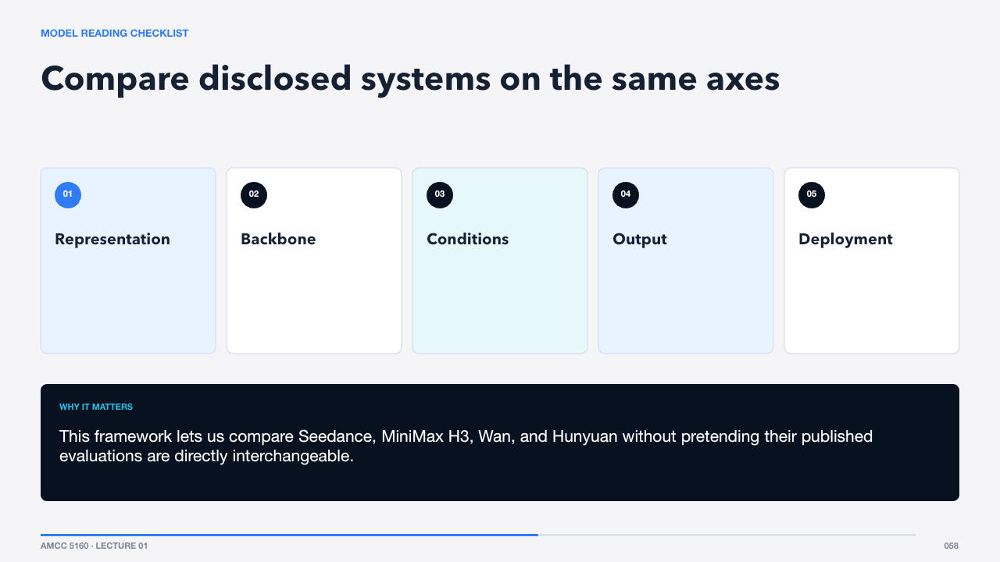 MODEL READING CHECKLIST
Compare disclosed systems on the same axes
01
Representation
02
Backbone
03
Conditions
04
Output
05
Deployment
WHY IT MATTERS
This framework lets us compare Seedance, MiniMax H3, Wan, and Hunyuan without pretending their published
evaluations are directly interchangeable.
AMCC 5160 · LECTURE 01
058